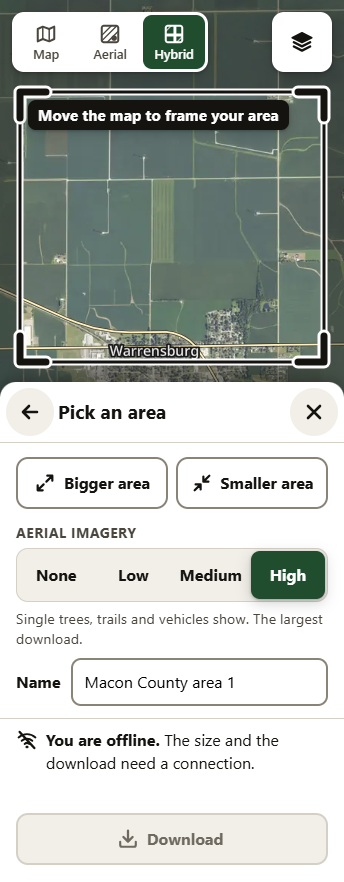 Map
Aerial
Hybrid
Move the map to frame your area
Warrensburg
Pick an area
Bigger area
Smaller area
AERIAL IMAGERY
None
Low
Medium
High
Single trees, trails and vehicles show. The largest
download.
Name
Macon County area 1
You are offline. The size and the
download need a connection.
Download